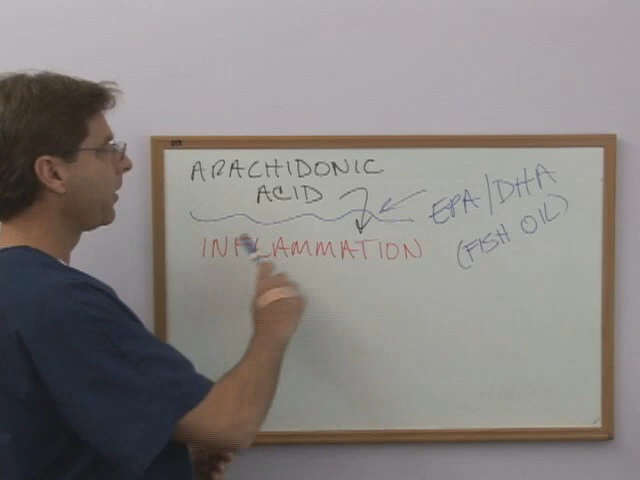 ARACHIDONIC
ACID
EPA/DHA
(FISH OIL)
INFLAMMATION